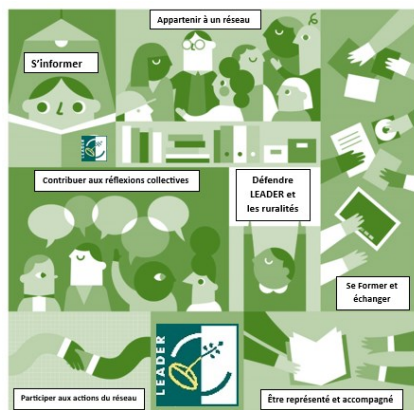 Appartenir à un réseau
S'informer
Contribuer aux réflexions collectives
Défendre
LEADER et
les ruralités
Se Former et
échanger
LEADER
Participer aux actions du réseau
Être représenté et accompagné